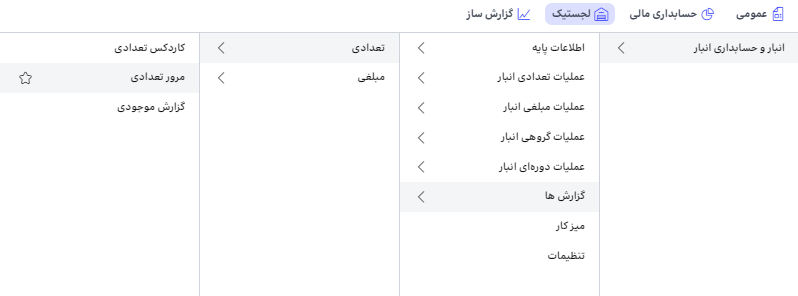 عمومی
حسابداری مالی
لجستیک
گزارش ساز
انبار و حسابداری انبار
اطلاعات پایه
عملیات تعدادی انبار
عملیات مبلغی انبار
عملیات گروهی انبار
عملیات دوره‌ای انبار
گزارش ها
میز کار
تنظیمات
تعدادی
مبلغی
کاردکس تعدادی
مرور تعدادی
گزارش موجودی